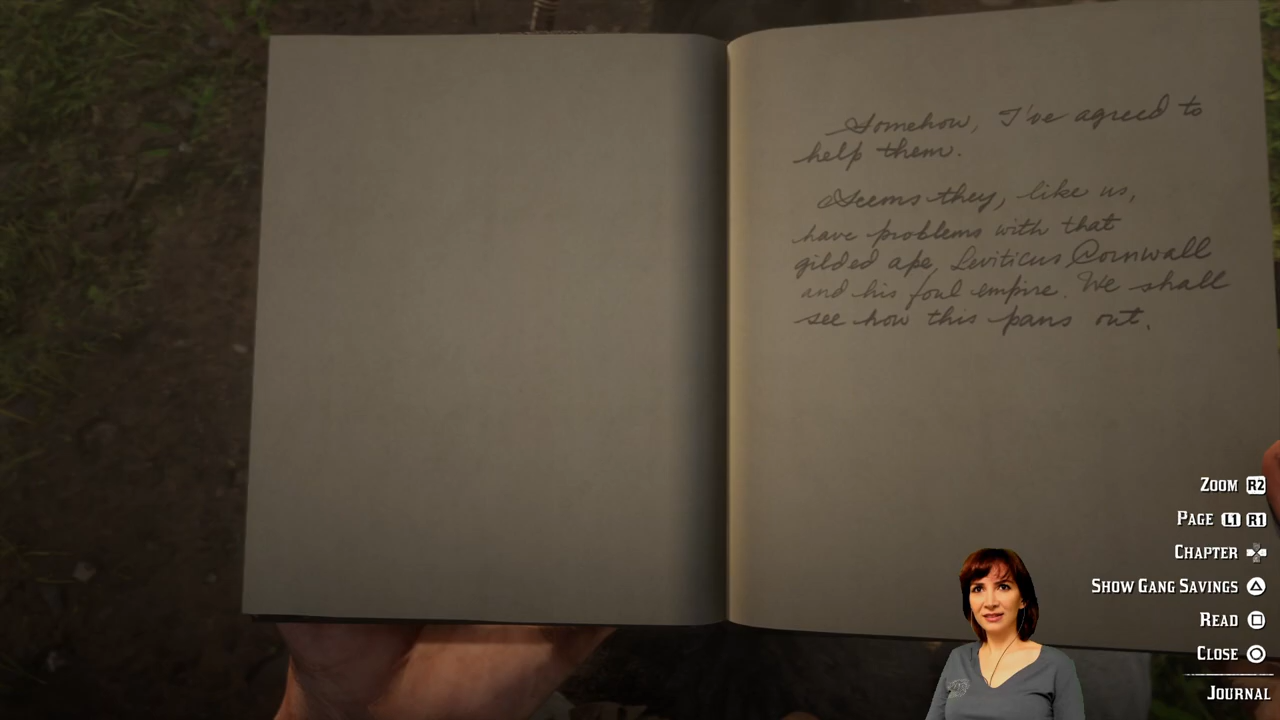 Somehow, I've agreed to
help them.
Seems they, like us,
have problems with that
gilded ape, Leviticus Cornwall
and his foul empire. We shall
see how this pans out.
ZOOM R2
PAGE L1 R1
CHAPTER
SHOW GANG SAVINGS
READ
CLOSE
JOURNAL